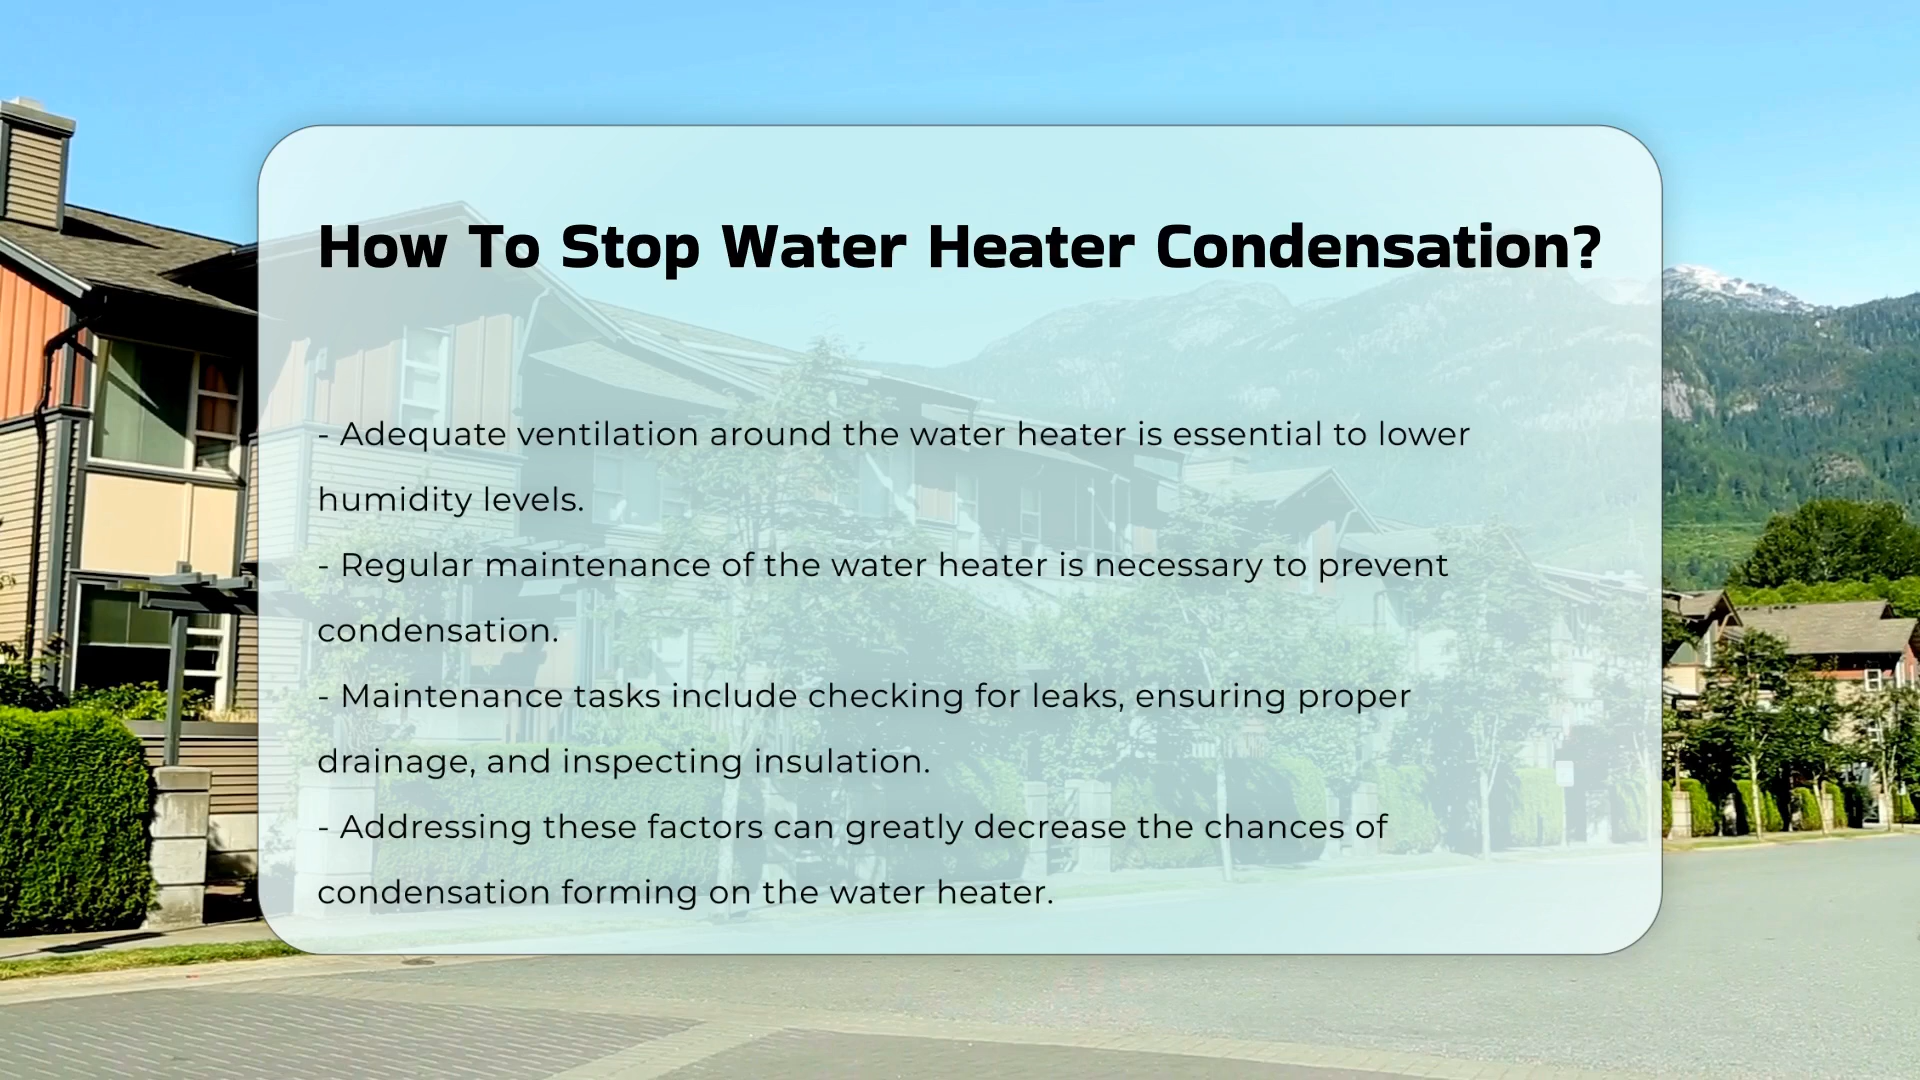 How To Stop Water Heater Condensation?
- Adequate ventilation around the water heater is essential to lower
humidity levels.
- Regular maintenance of the water heater is necessary to prevent
condensation.
- Maintenance tasks include checking for leaks, ensuring proper
drainage, and inspecting insulation.
- Addressing these factors can greatly decrease the chances of
condensation forming on the water heater.